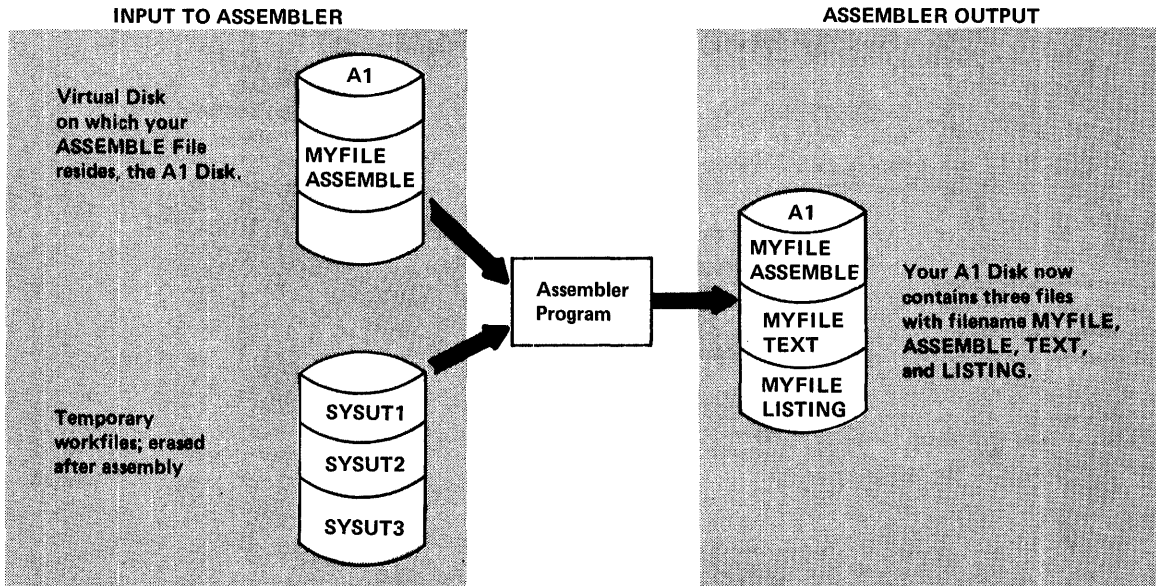 INPUT TO ASSEMBLER
ASSEMBLER OUTPUT
Virtual Disk
on which your
ASSEMBLE File
resides, the A1 Disk.
A1
MYFILE
ASSEMBLE
Temporary
workfiles; erased
after assembly
SYSUT1
SYSUT2
SYSUT3
Assembler
Program
A1
MYFILE
ASSEMBLE
MYFILE
TEXT
MYFILE
LISTING
Your A1 Disk now
contains three files
with filename MYFILE,
ASSEMBLE, TEXT,
and LISTING.